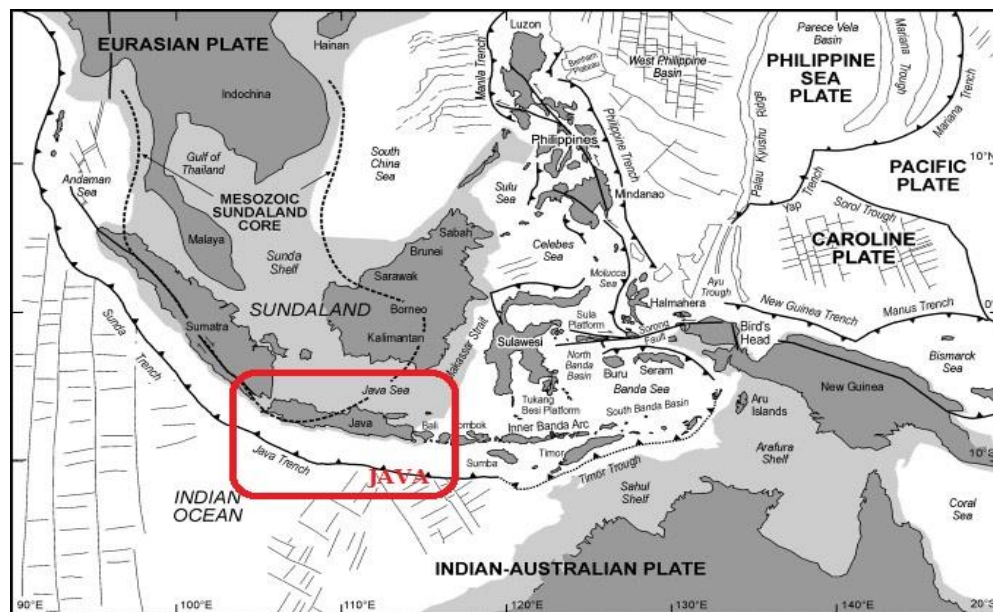 EURASIAN PLATE
Hainan
Luzon
Manila Trench
Benham
Plateau
West Philippine
Basin
Parece Vela
Basin
Mariana
Trough
PHILIPPINE
SEA
PLATE
Mariana Trench
Indochina
Gulf of
Thailand
South
China
Sea
Philippines
Philippine Trench
Palau Kyushu Ridge
10°N
PACIFIC
PLATE
Andaman
Sea
MESOZOIC
SUNDALAND
CORE
Sulu
Sea
Mindanao
Yap Trench
Sorol Trough
CAROLINE
PLATE
Malaya
Sunda
Shelf
Sabah
Brunei
Sarawak
Celebes
Sea
Molucca
Sea
Ayu
Trough
Halmahera
New Guinea Trench
Manus Trench
0°
SUNDALAND
Borneo
Kalimantan
Makassar Strait
Sumatra
Sunda
Trench
Sulawesi
Sula
Platform
Sorong
Fault
Bird's
Head
North
Banda
Basin
Buru
Seram
Banda Sea
Bismarck
Sea
New Guinea
Java Sea
Java
Bali
Lombok
Tukang
Besi Platform
South Banda Basin
Inner Banda Arc
Aru
Islands
Java Trench
JAVA
Sumba
Timor
Timor Trough
Arafura
Shelf
10°S
Sahul
Shelf
INDIAN
OCEAN
Coral
Sea
INDIAN-AUSTRALIAN PLATE
90°E
100°E
110°E
120°E
130°E
140°E
20°S